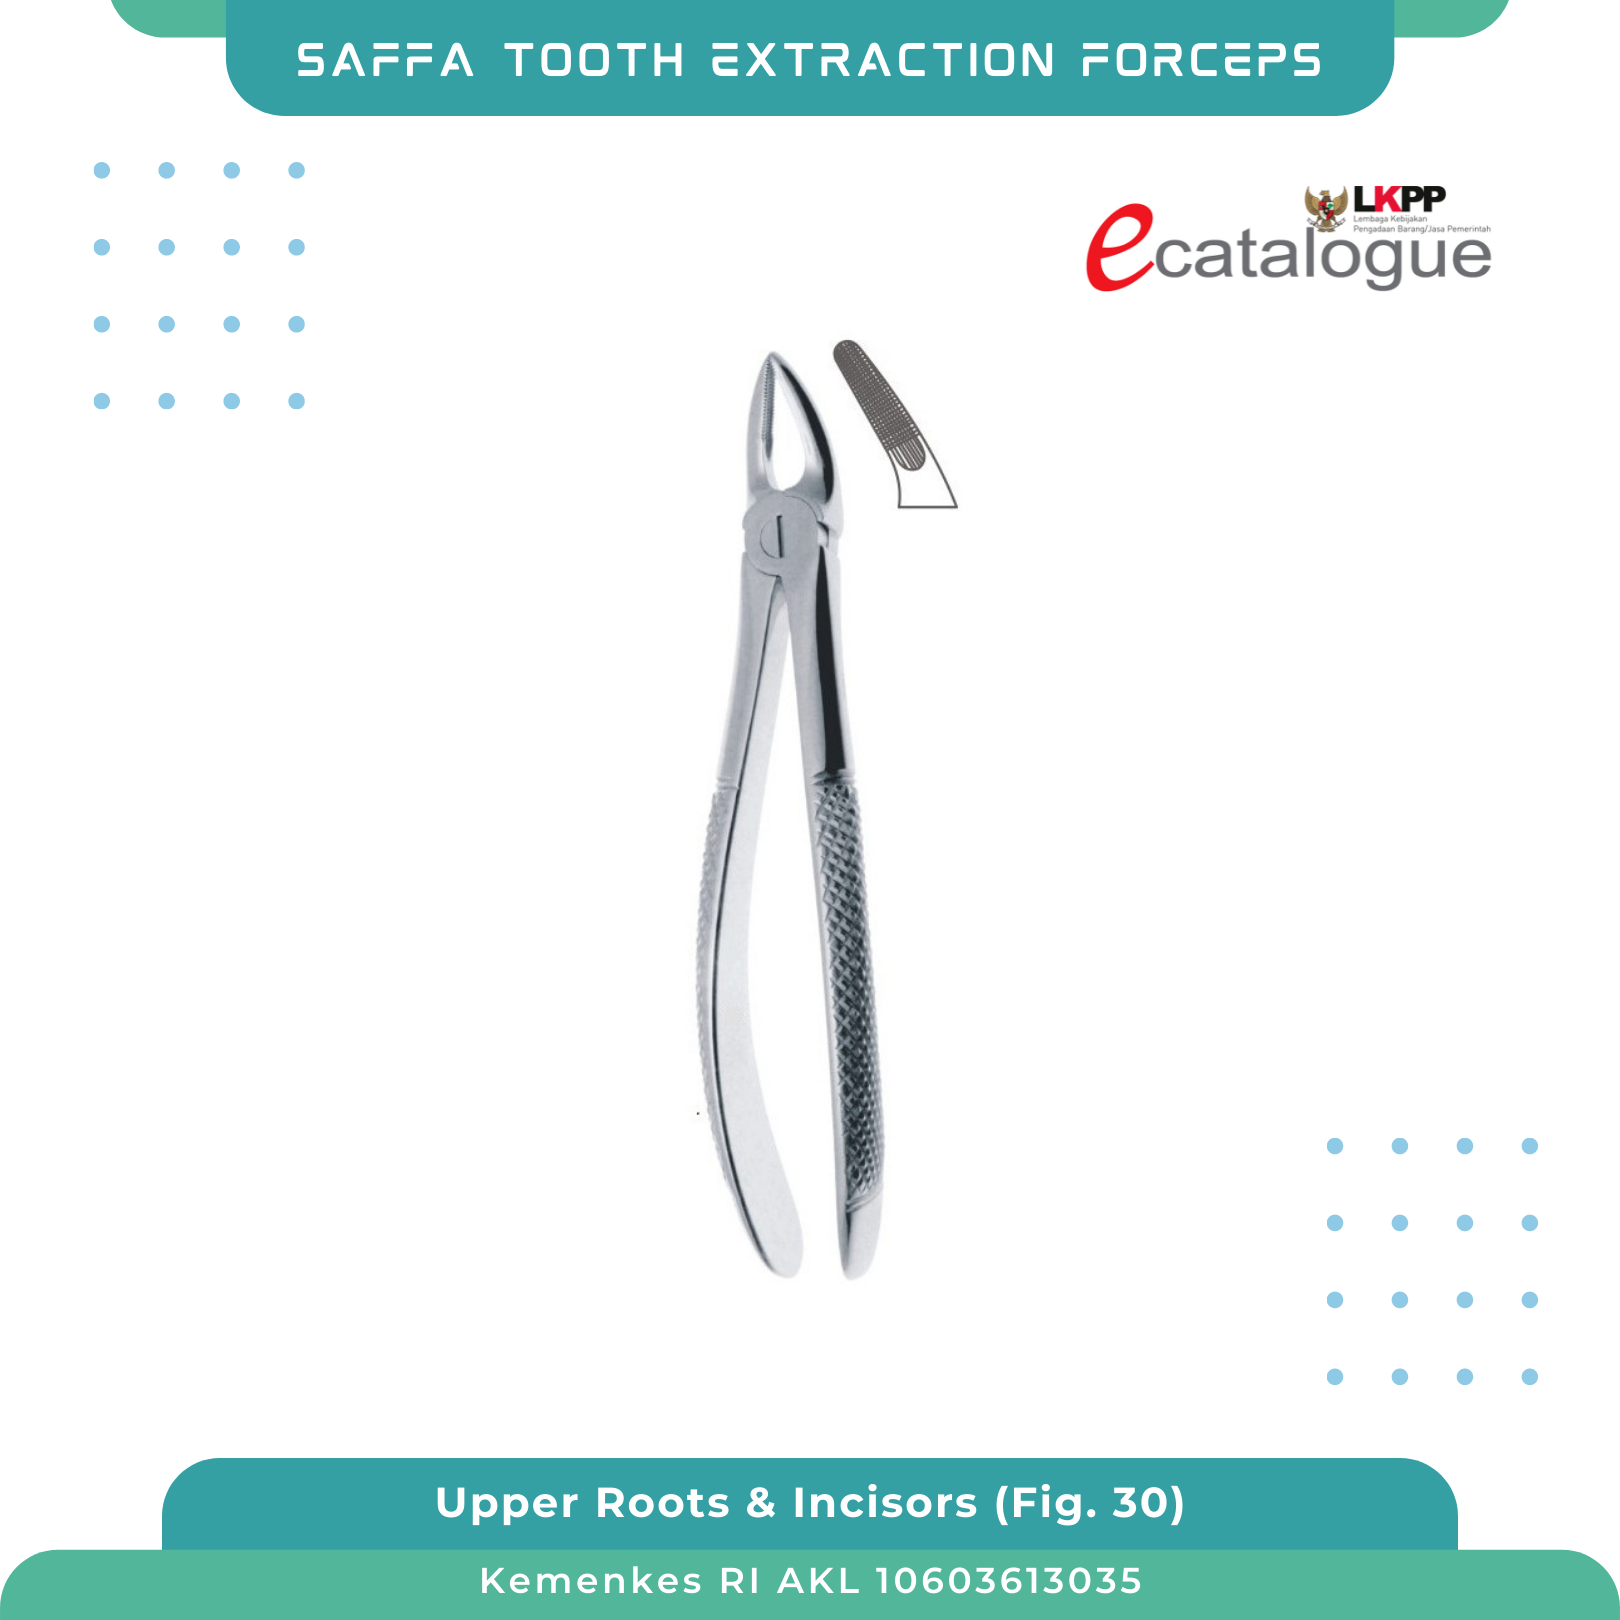 SAFFA TOOTH EXTRACTION FORCEPS
LKPP
Lembaga Kebijakan
Pengadaan Barang/Jasa Pemerintah
ecatalogue
Upper Roots & Incisors (Fig. 30)
Kemenkes RI AKL 10603613035